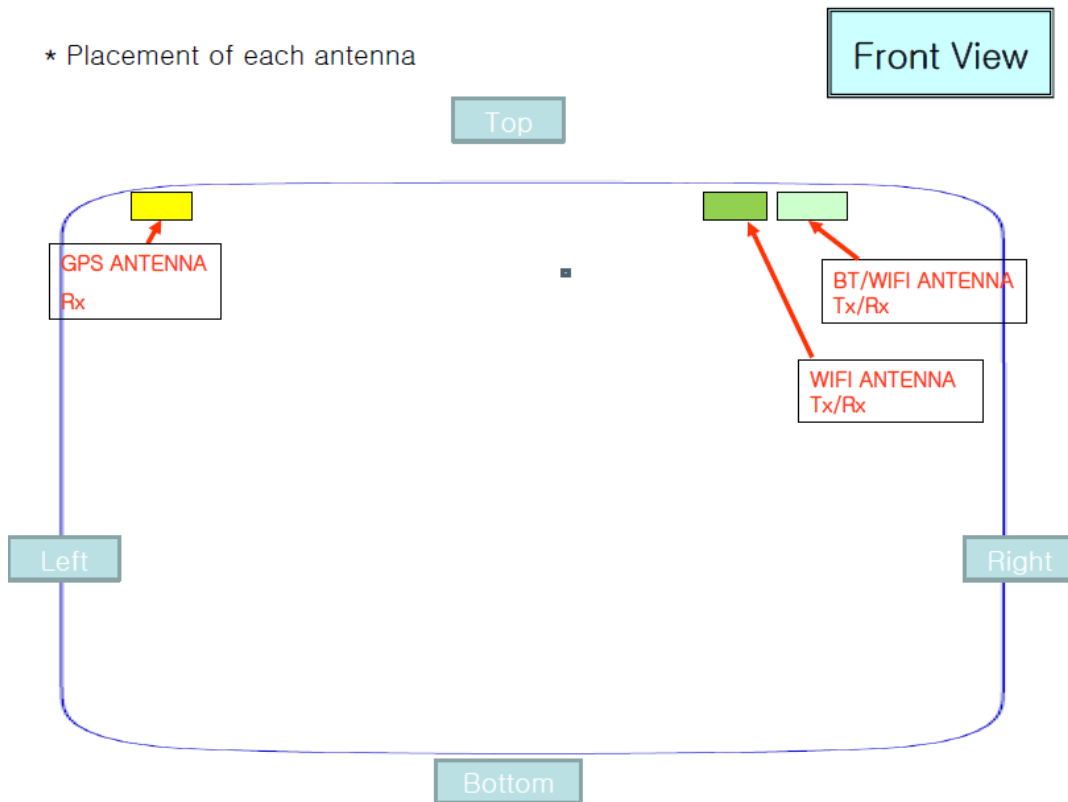 * Placement of each antenna
Front View
Top
GPS ANTENNA
Rx
BT/WIFI ANTENNA
Tx/Rx
WIFI ANTENNA
Tx/Rx
Left
Right
Bottom